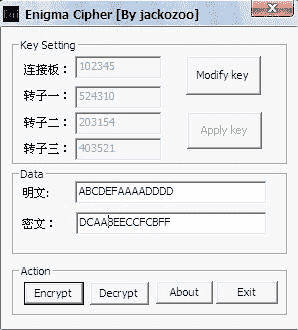 Enigma Cipher [By jackozoo]
Key Setting
连接板： 102345
Modify key
转子一： 524310
转子二： 203154
Apply key
转子三： 403521
Data
明文: ABCDEFAAAADDDD
密文： DCAABEECCFCBFF
Action
Encrypt Decrypt About Exit